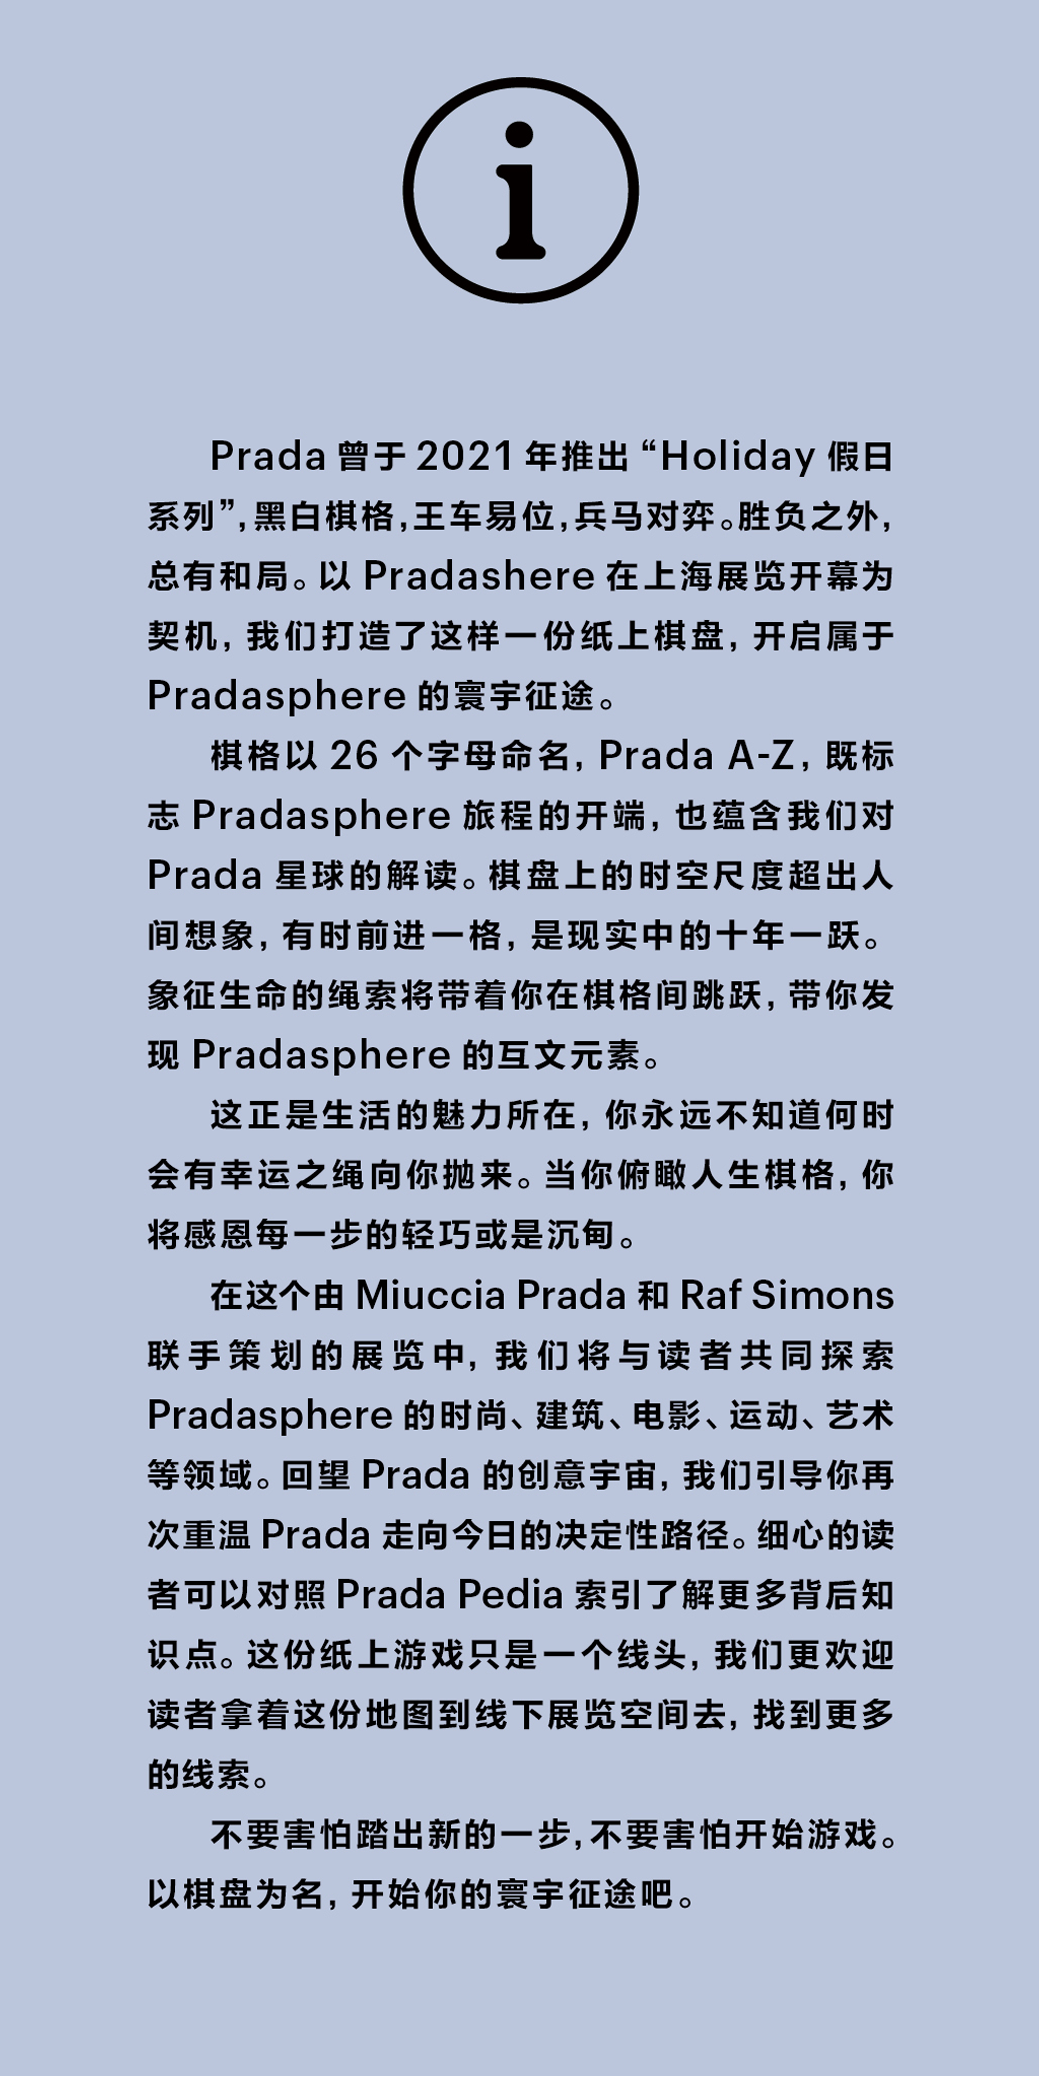 i
Prada 曾于 2021 年推出 “Holiday 假日
系列”,黑白棋格,王车易位,兵马对弈。胜负之外,
总有和局。以 Pradashere 在上海展览开幕为
契机, 我们打造了这样一份纸上棋盘, 开启属于
Pradasphere 的寰宇征途。
棋格以 26 个字母命名, Prada A-Z, 既标
志 Pradasphere 旅程的开端, 也蕴含我们对
Prada 星球的解读。棋盘上的时空尺度超出人
间想象, 有时前进一格, 是现实中的十年一跃。
象征生命的绳索将带着你在棋格间跳跃, 带你发
现 Pradasphere 的互文元素。
这正是生活的魅力所在, 你永远不知道何时
会有幸运之绳向你抛来。当你俯瞰人生棋格, 你
将感恩每一步的轻巧或是沉甸。
在这个由 Miuccia Prada 和 Raf Simons
联手策划的展览中, 我们将与读者共同探索
Pradasphere 的时尚、建筑、电影、运动、艺术
等领域。回望 Prada 的创意宇宙, 我们引导你再
次重温 Prada 走向今日的决定性路径。细心的读
者可以对照 Prada Pedia 索引了解更多背后知
识点。这份纸上游戏只是一个线头, 我们更欢迎
读者拿着这份地图到线下展览空间去, 找到更多
的线索。
不要害怕踏出新的一步,不要害怕开始游戏。
以棋盘为名, 开始你的寰宇征途吧。